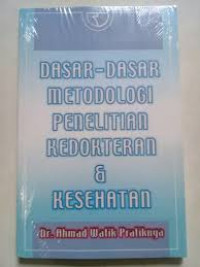 DASAR-DASAR
METODOLOGI
PENELITIAN
KEDOKTERAN
&
KESEHATAN
Dr. Ahmad Watik Pratiknya